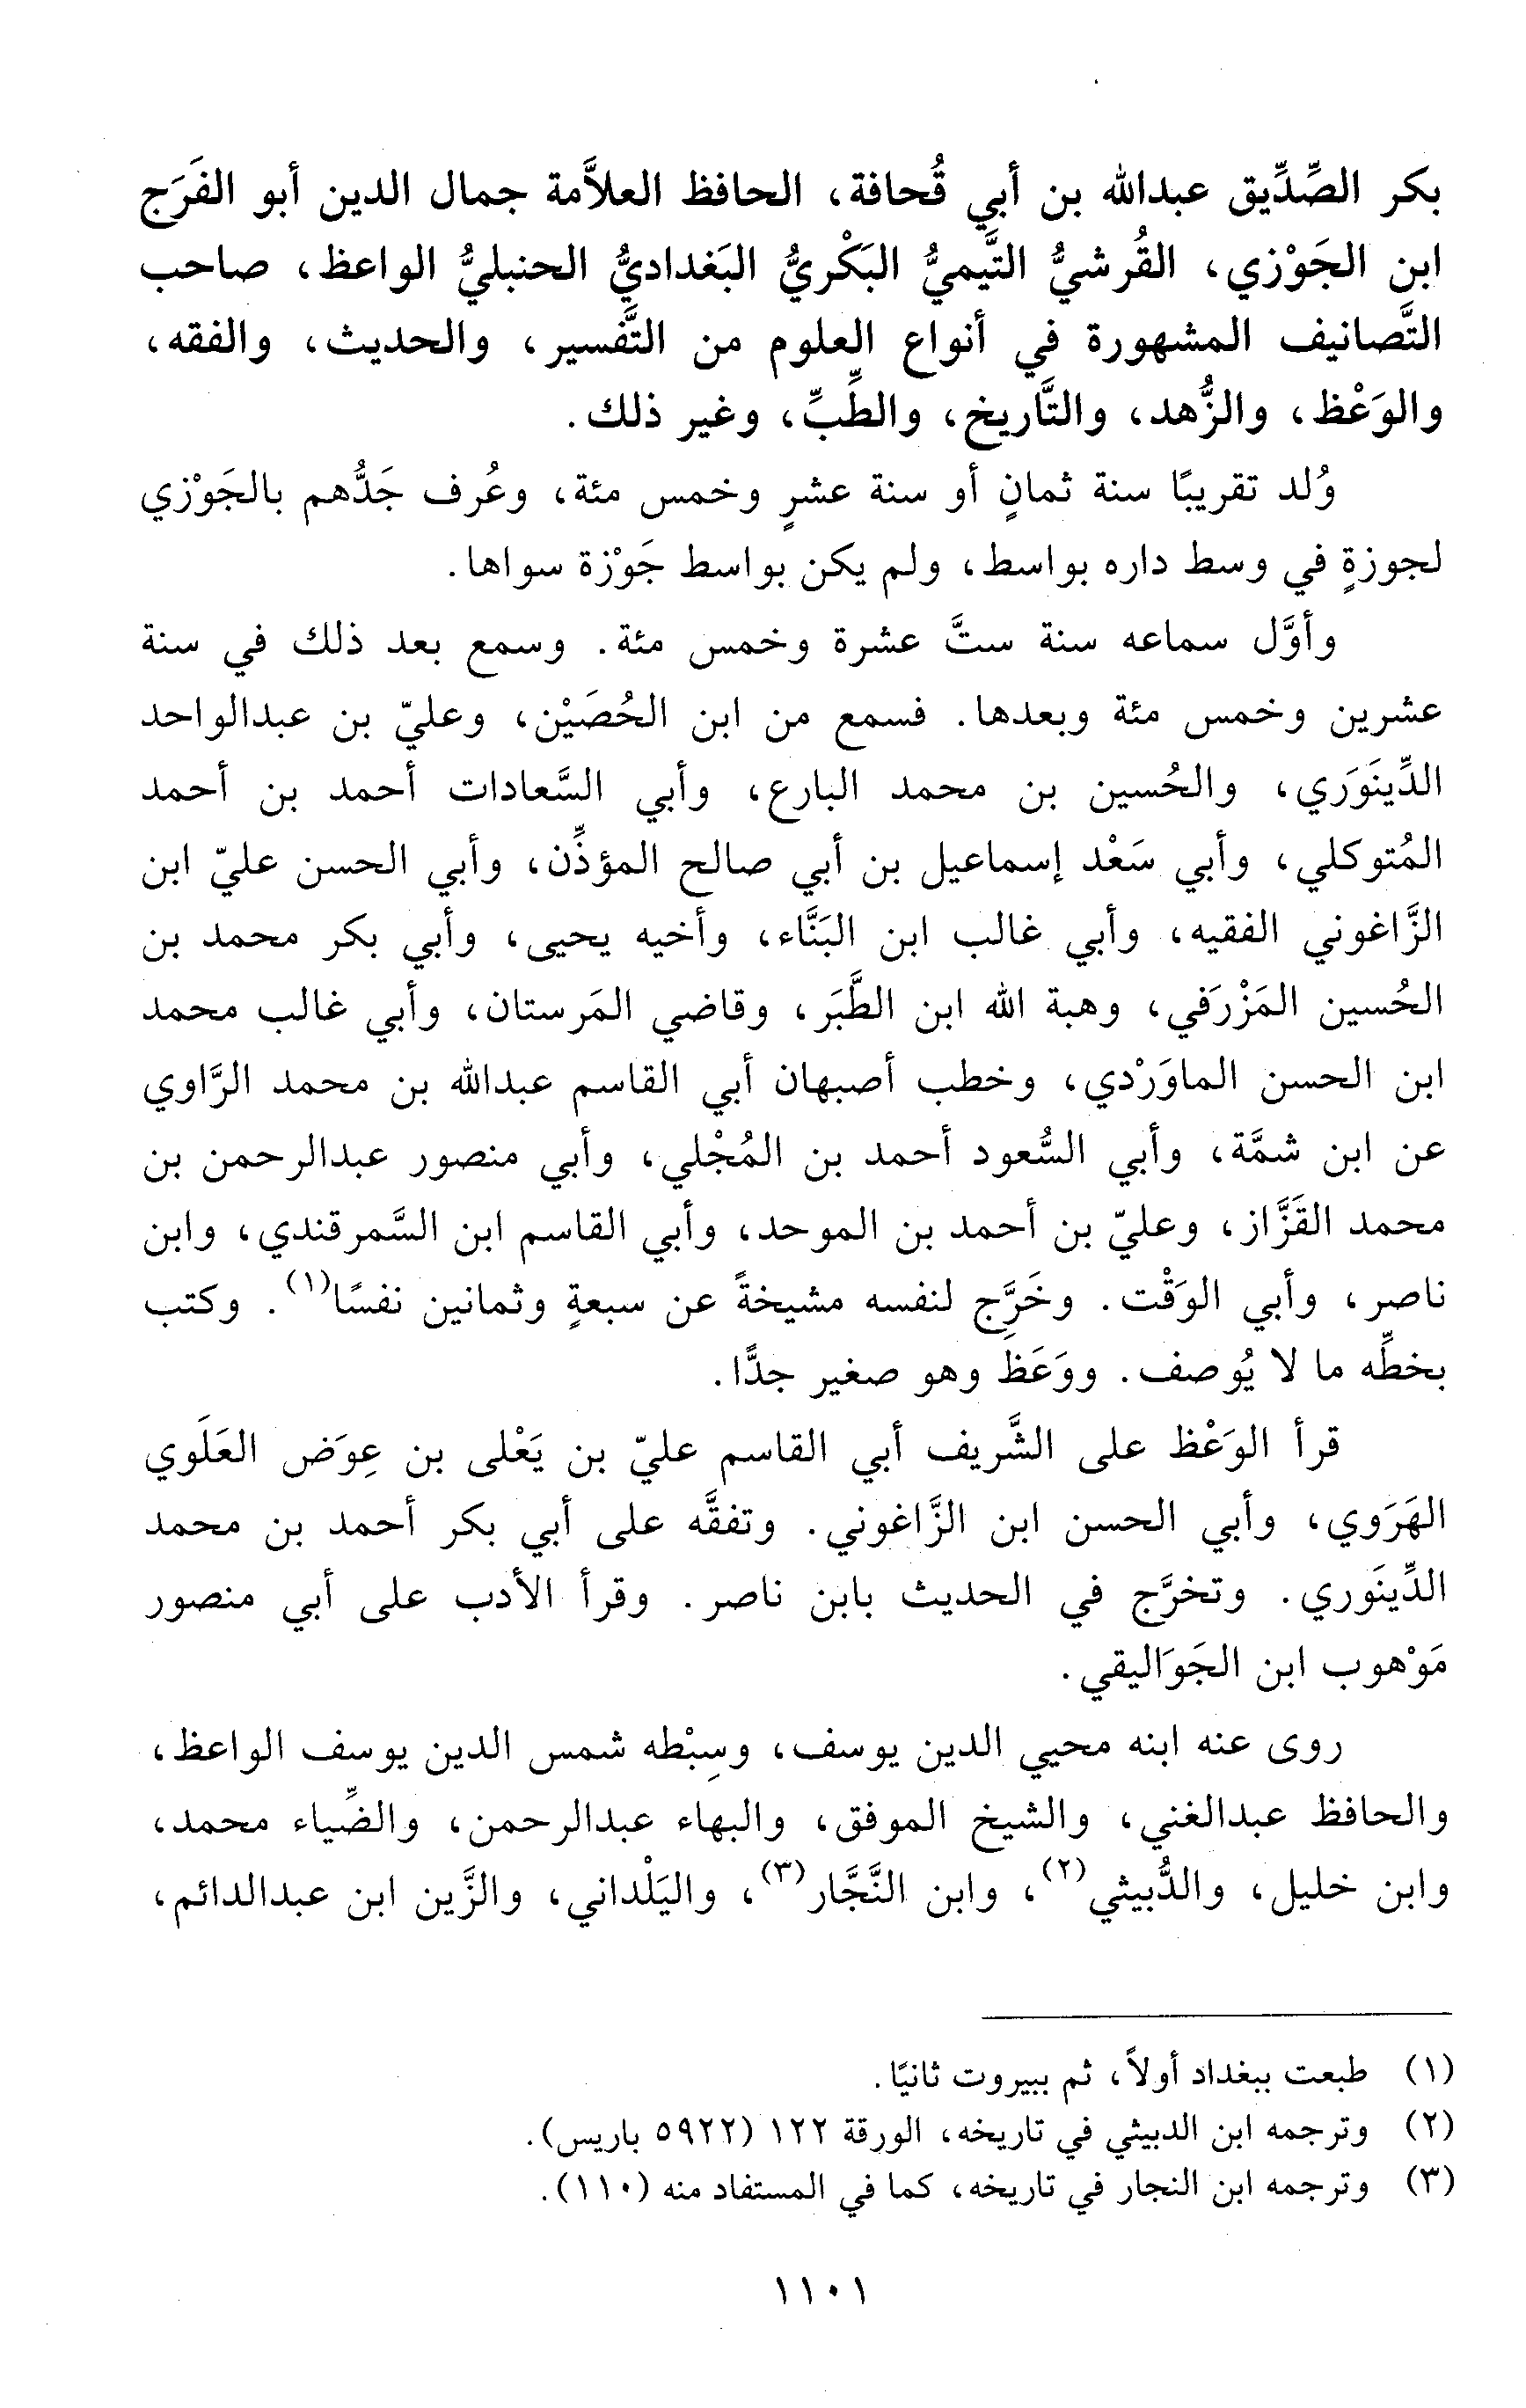 بكر الصِّدِّيق عبدالله بن أبي قُحافة، الحافظ العلاَّمة جمال الدين أبو الفَرَج
ابن الجَوْزي، القُرشيُّ التَّيميُّ البَكْريُّ البَغداديُّ الحنبليُّ الواعظ، صاحب
التَّصانيف المشهورة في أنواع العلوم من التَّفسير، والحديث، والفقه،
والوَعْظ، والزُّهد، والتَّاريخ، والطِّبِّ، وغير ذلك.
وُلد تقريبًا سنة ثمانٍ أو سنة عشرٍ وخمس مئة، وعُرف جَدُّهم بالجَوْزي
لجوزةٍ في وسط داره بواسط، ولم يكن بواسط جَوْزة سواها.
وأوَّل سماعه سنة ستَّ عشرة وخمس مئة. وسمع بعد ذلك في سنة
عشرين وخمس مئة وبعدها. فسمع من ابن الحُصَيْن، وعليّ بن عبدالواحد
الدِّينَوَري، والحُسين بن محمد البارع، وأبي السَّعادات أحمد بن أحمد
المُتوكلي، وأبي سَعْد إسماعيل بن أبي صالح المؤذِّن، وأبي الحسن عليّ ابن
الزَّاغوني الفقيه، وأبي غالب ابن البَنَّاء، وأخيه يحيى، وأبي بكر محمد بن
الحُسين المَزْرَفي، وهبة الله ابن الطَّبَر، وقاضي المَرستان، وأبي غالب محمد
ابن الحسن الماوَرْدي، وخطب أصبهان أبي القاسم عبدالله بن محمد الرَّاوي
عن ابن شمَّة، وأبي السُّعود أحمد بن المُجْلي، وأبي منصور عبدالرحمن بن
محمد القَزَّاز، وعليّ بن أحمد بن الموحد، وأبي القاسم ابن السَّمرقندي، وابن
ناصر، وأبي الوَقْت. وخَرَّج لنفسه مشيخةً عن سبعةٍ وثمانين نفسًا(١). وكتب
بخطِّه ما لا يُوصف. ووَعَظَ وهو صغير جدًّا.
قرأ الوَعْظ على الشَّريف أبي القاسم عليّ بن يَعْلى بن عِوَض العَلَوي
الهَرَوي، وأبي الحسن ابن الزَّاغوني. وتفقَّه على أبي بكر أحمد بن محمد
الدِّينَوري. وتخرَّج في الحديث بابن ناصر. وقرأ الأدب على أبي منصور
مَوْهوب ابن الجَوَاليقي.
روى عنه ابنه محيي الدين يوسف، وسِبْطه شمس الدين يوسف الواعظ،
والحافظ عبدالغني، والشيخ الموفق، والبهاء عبدالرحمن، والضِّياء محمد،
وابن خليل، والدُّبيثي(٢)، وابن النَّجَّار(٣)، واليَلْداني، والزَّين ابن عبدالدائم،
(١) طبعت ببغداد أولاً، ثم ببيروت ثانيًا.
(٢) وترجمه ابن الدبيثي في تاريخه، الورقة ١٢٢ (٥٩٢٢ باريس).
(٣) وترجمه ابن النجار في تاريخه، كما في المستفاد منه (١١٠).
١١٠١